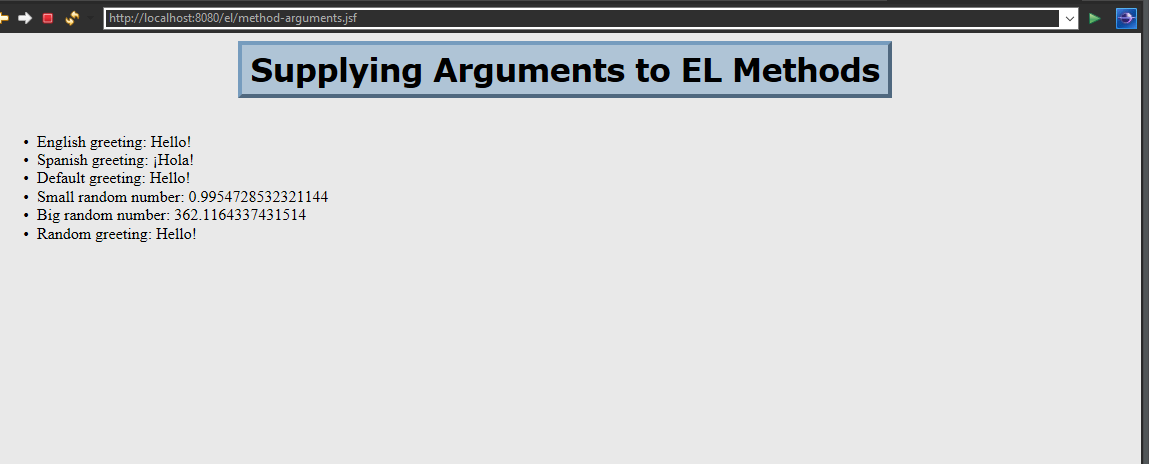 http://localhost:8080/el/method-arguments.jsf
Supplying Arguments to EL Methods
• English greeting: Hello!
• Spanish greeting: ¡Hola!
• Default greeting: Hello!
• Small random number: 0.9954728532321144
• Big random number: 362.1164337431514
• Random greeting: Hello!